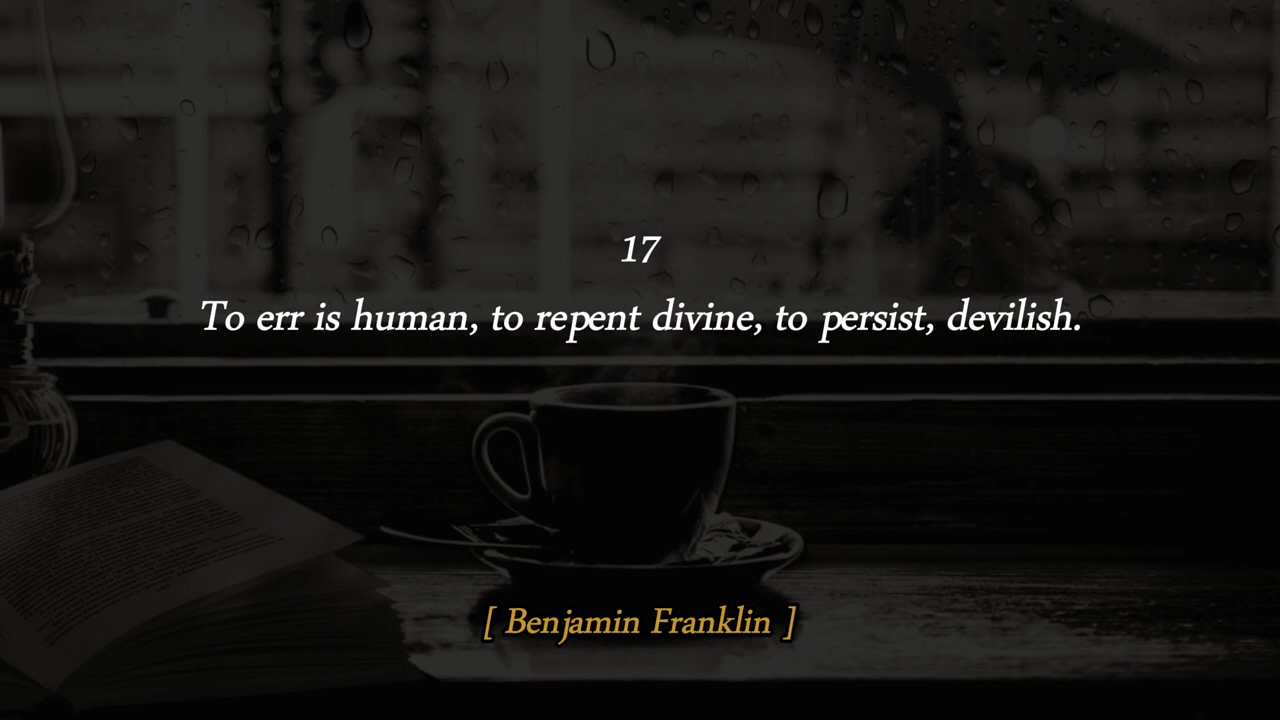 17
To err is human, to repent divine, to persist, devilish.
[ Benjamin Franklin ]